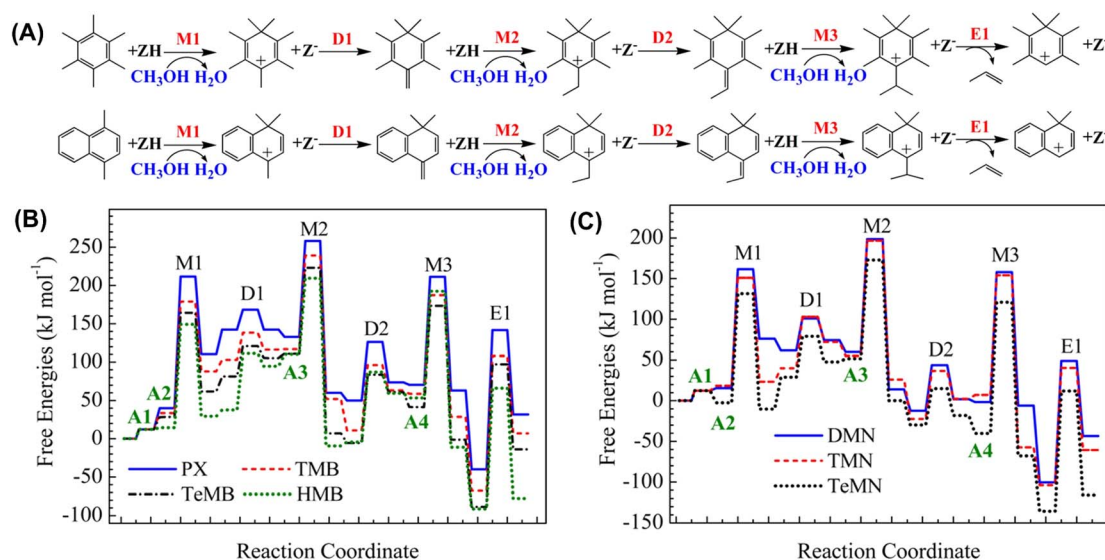 (A)
+ZH M1 CH3OH H2O + +Z- D1 +ZH M2 CH3OH H2O + +Z- D2 +ZH M3 CH3OH H2O + +Z- E1 + +Z-
+ZH M1 CH3OH H2O + +Z- D1 +ZH M2 CH3OH H2O + +Z- D2 +ZH M3 CH3OH H2O + +Z- E1 + +Z-
(B)
Free Energies (kJ mol-1)
250
200
150
100
50
0
-50
-100
M1
D1
M2
D2
M3
E1
A1
A2
A3
A4
PX
TMB
TeMB
HMB
Reaction Coordinate
(C)
Free Energies (kJ mol-1)
200
150
100
50
0
-50
-100
-150
M1
D1
M2
D2
M3
E1
A1
A2
A3
A4
DMN
TMN
TeMN
Reaction Coordinate